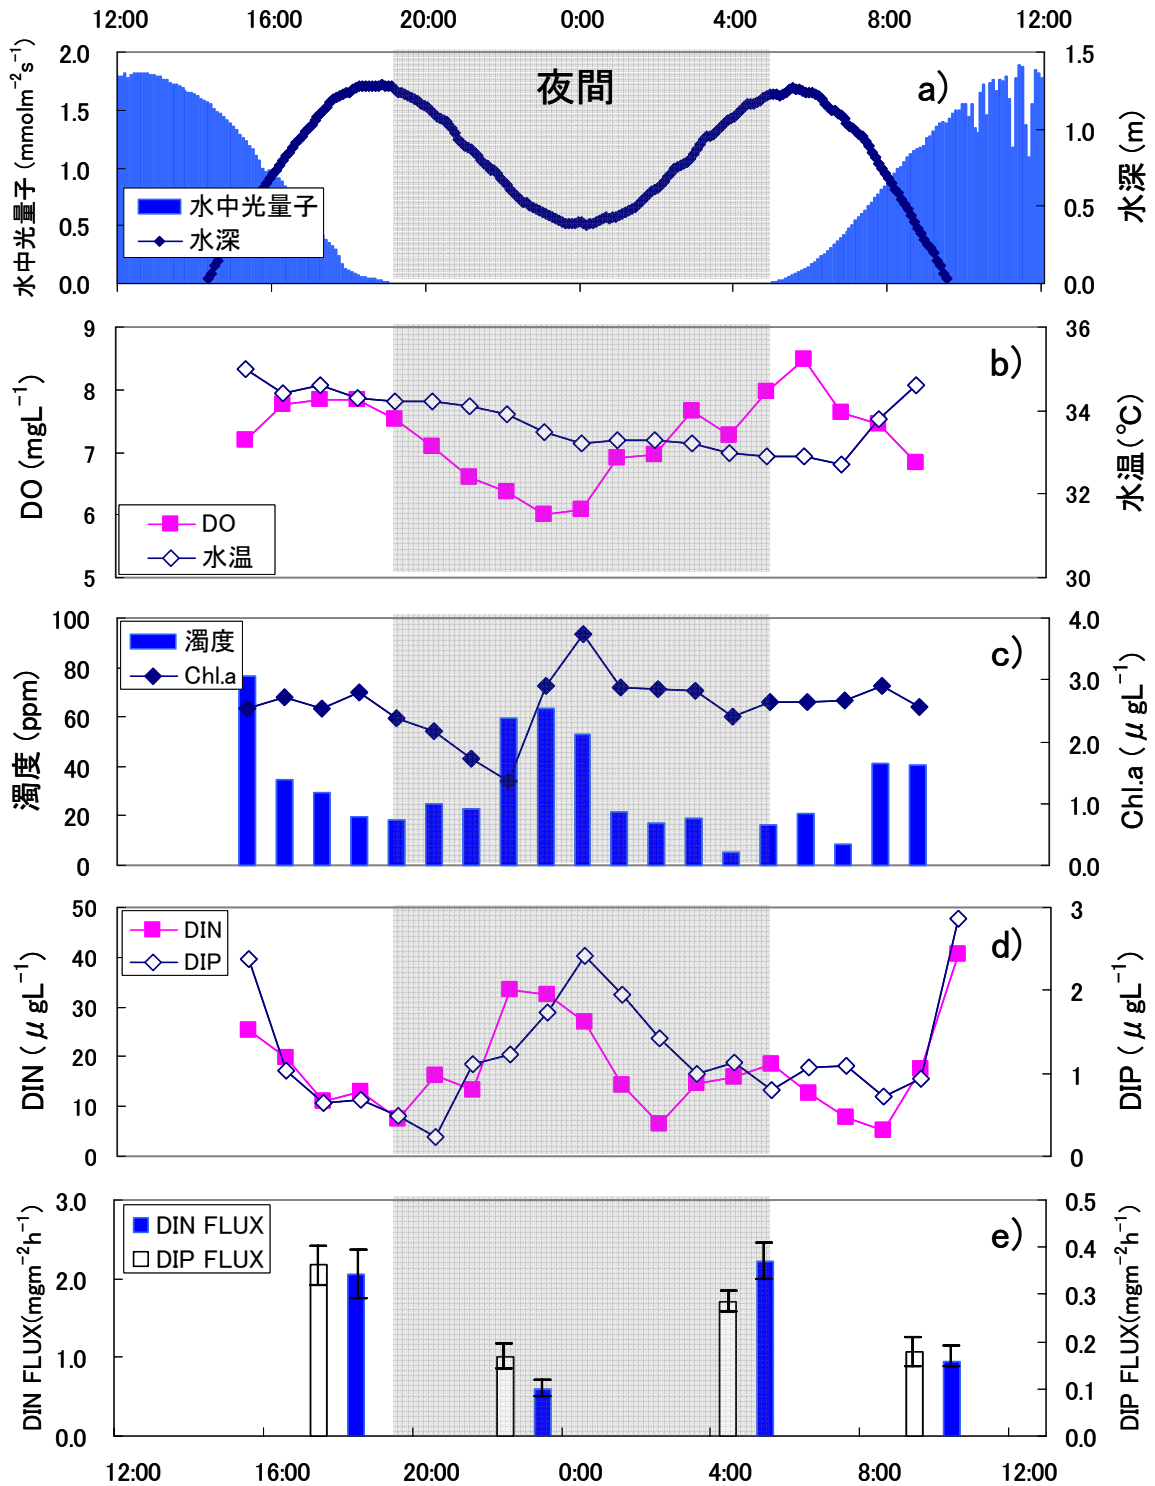 12:00 16:00 20:00 0:00 4:00 8:00 12:00
2.0 1.5
1.5 1.0
1.0 0.5
0.5
0.0 0.0
水中光量子 (mmolm⁻²s⁻¹)
水深 (m)
夜間
a)
水中光量子
水深
9 36
8 34
7
6 32
5 30
DO (mgL⁻¹)
水温(℃)
b)
DO
水温
100 4.0
80 3.0
60 2.0
40
20 1.0
0 0.0
濁度 (ppm)
Chl.a (μgL⁻¹)
c)
濁度
Chl.a
50 3
40 2
30
20 1
10
0 0
DIN (μgL⁻¹)
DIP (μgL⁻¹)
d)
DIN
DIP
3.0 0.5
0.4
2.0 0.3
1.0 0.2
0.1
0.0 0.0
DIN FLUX(mgm⁻²h⁻¹)
DIP FLUX(mgm⁻²h⁻¹)
e)
DIN FLUX
DIP FLUX
12:00 16:00 20:00 0:00 4:00 8:00 12:00